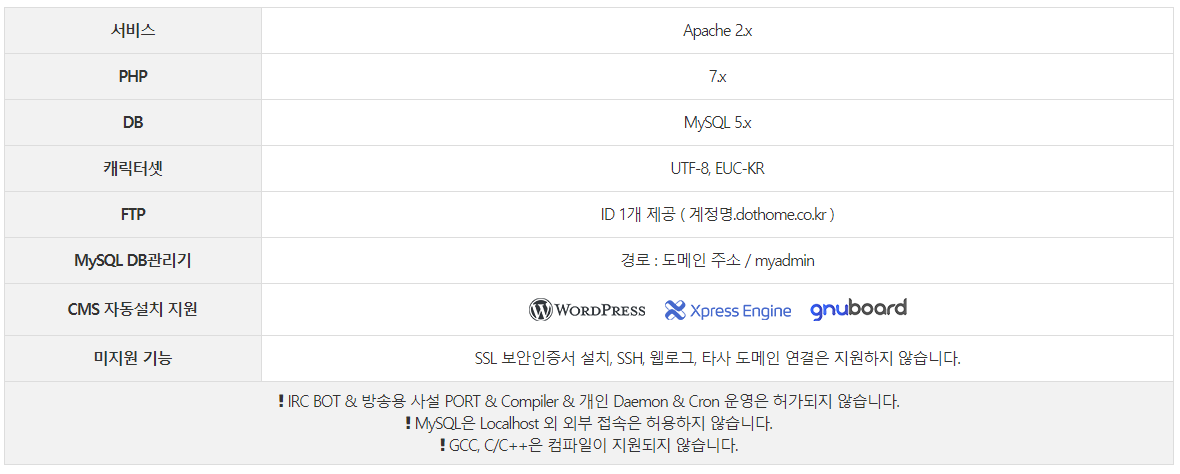 서비스 Apache 2.x
PHP 7.x
DB MySQL 5.x
캐릭터셋 UTF-8, EUC-KR
FTP ID 1개 제공 ( 계정명.dothome.co.kr )
MySQL DB관리기 경로 : 도메인 주소 / myadmin
CMS 자동설치 지원 WORDPRESS Xpress Engine gnuboard
미지원 기능 SSL 보안인증서 설치, SSH, 웹로그, 타사 도메인 연결은 지원하지 않습니다.
! IRC BOT & 방송용 사설 PORT & Compiler & 개인 Daemon & Cron 운영은 허가되지 않습니다.
! MySQL은 Localhost 외 외부 접속은 허용하지 않습니다.
! GCC, C/C++은 컴파일이 지원되지 않습니다.